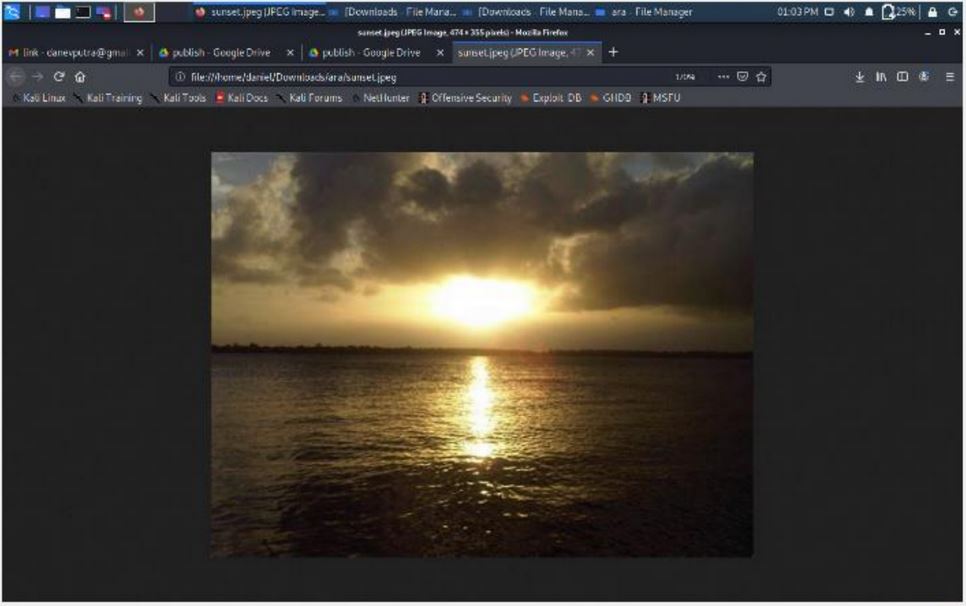 sunset.jpeg (JPEG Image... [Downloads - File Mana... [Downloads - File Mana... ara - File Manager 01:03 PM 25%
sunset.jpeg (JPEG Image, 474 × 355 pixels) - Mozilla Firefox
link - danevputra@gmail publish - Google Drive publish - Google Drive sunset.jpeg (JPEG Image, 47
file:///home/daniel/Downloads/ara/sunset.jpeg
Kali Linux Kali Training Kali Tools Kali Docs Kali Forums NetHunter Offensive Security Exploit-DB GHDB MSFU